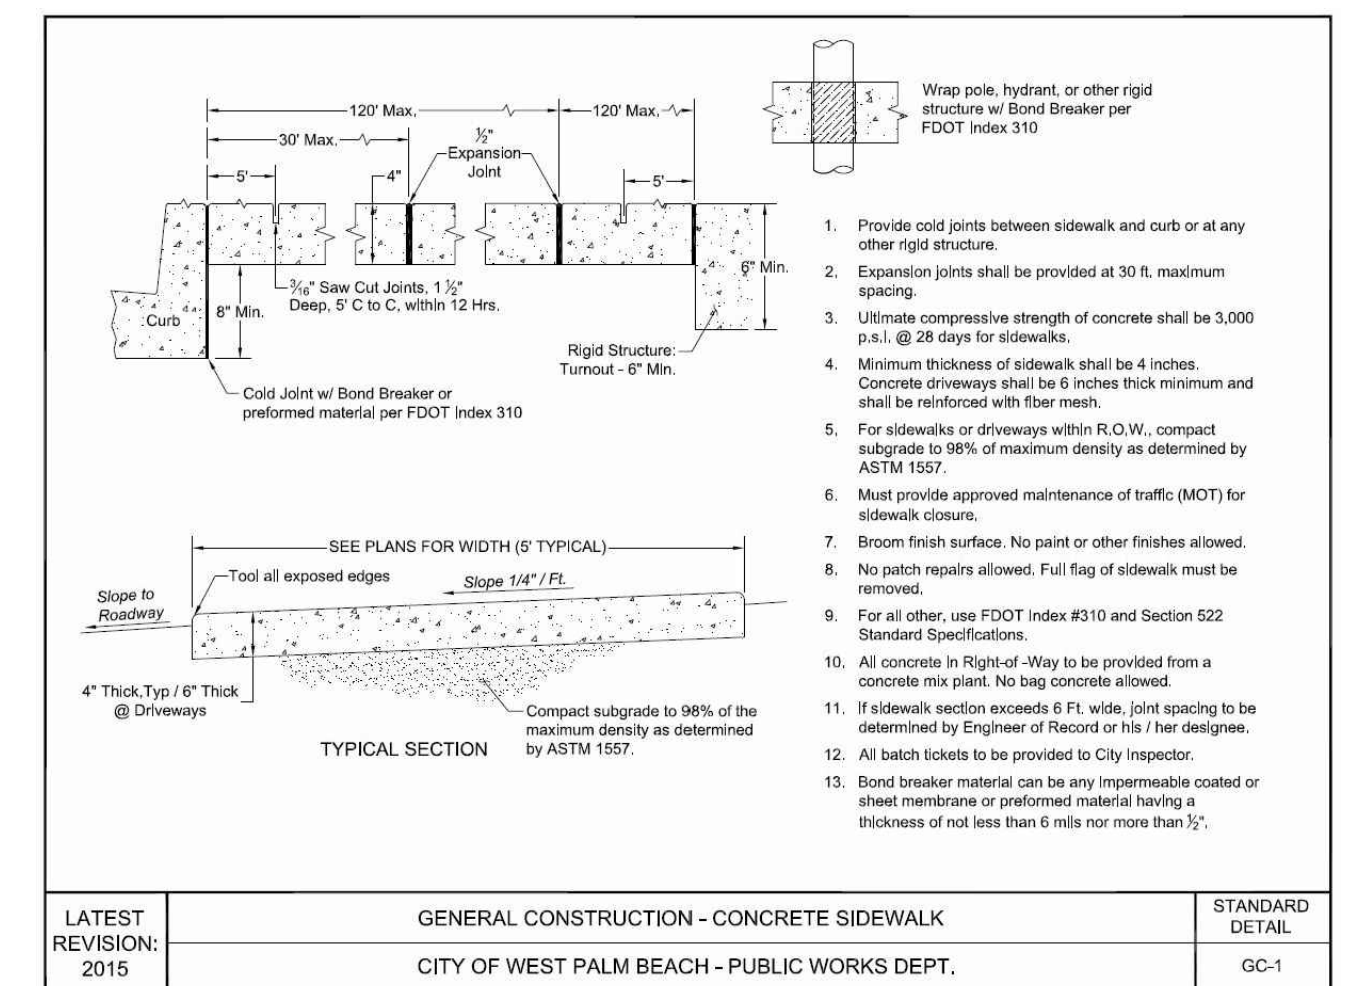 Wrap pole, hydrant, or other rigid
structure w/ Bond Breaker per
FDOT Index 310
120' Max.
120' Max.
30' Max.
½"
Expansion
Joint
5'
4"
5'
6" Min.
3/16" Saw Cut Joints, 1 ½"
Deep, 5' C to C, within 12 Hrs.
8" Min.
Curb
Rigid Structure:
Turnout - 6" Min.
Cold Joint w/ Bond Breaker or
preformed material per FDOT Index 310
1. Provide cold joints between sidewalk and curb or at any
other rigid structure.
2. Expansion joints shall be provided at 30 ft. maximum
spacing.
3. Ultimate compressive strength of concrete shall be 3,000
p.s.i. @ 28 days for sidewalks.
4. Minimum thickness of sidewalk shall be 4 inches.
Concrete driveways shall be 6 inches thick minimum and
shall be reinforced with fiber mesh.
5. For sidewalks or driveways within R.O.W., compact
subgrade to 98% of maximum density as determined by
ASTM 1557.
6. Must provide approved maintenance of traffic (MOT) for
sidewalk closure.
7. Broom finish surface. No paint or other finishes allowed.
8. No patch repairs allowed. Full flag of sidewalk must be
removed.
9. For all other, use FDOT Index #310 and Section 522
Standard Specifications.
10. All concrete in Right-of -Way to be provided from a
concrete mix plant. No bag concrete allowed.
11. If sidewalk section exceeds 6 Ft. wide, joint spacing to be
determined by Engineer of Record or his / her designee.
12. All batch tickets to be provided to City Inspector.
13. Bond breaker material can be any impermeable coated or
sheet membrane or preformed material having a
thickness of not less than 6 mils nor more than ½".
SEE PLANS FOR WIDTH (5' TYPICAL)
Tool all exposed edges
Slope 1/4" / Ft.
Slope to
Roadway
4" Thick,Typ / 6" Thick
@ Driveways
Compact subgrade to 98% of the
maximum density as determined
by ASTM 1557.
TYPICAL SECTION
LATEST
REVISION:
2015
GENERAL CONSTRUCTION - CONCRETE SIDEWALK
CITY OF WEST PALM BEACH - PUBLIC WORKS DEPT.
STANDARD
DETAIL
GC-1